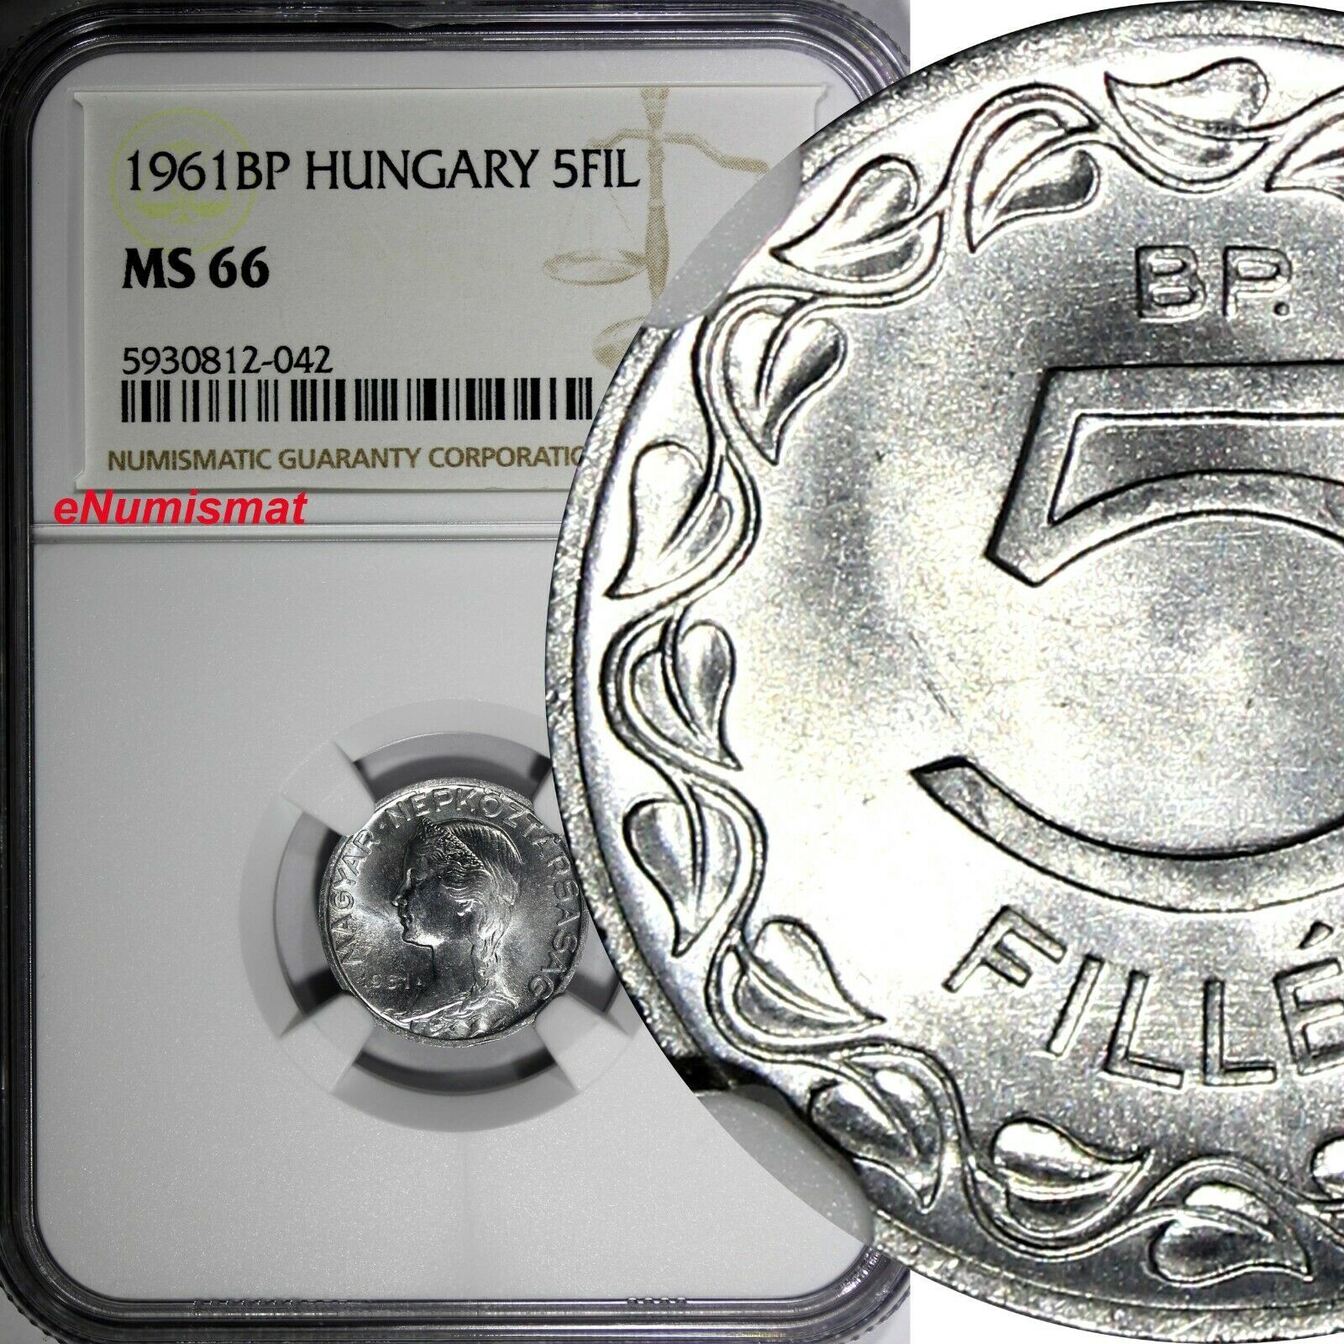 1961BP HUNGARY 5FIL
MS 66
5930812-042
NUMISMATIC GUARANTY CORPORATIO
eNumismat
MAGYAR · NÉPKÖZTÁRSASÁG
1961
BP.
5
FILLÉ